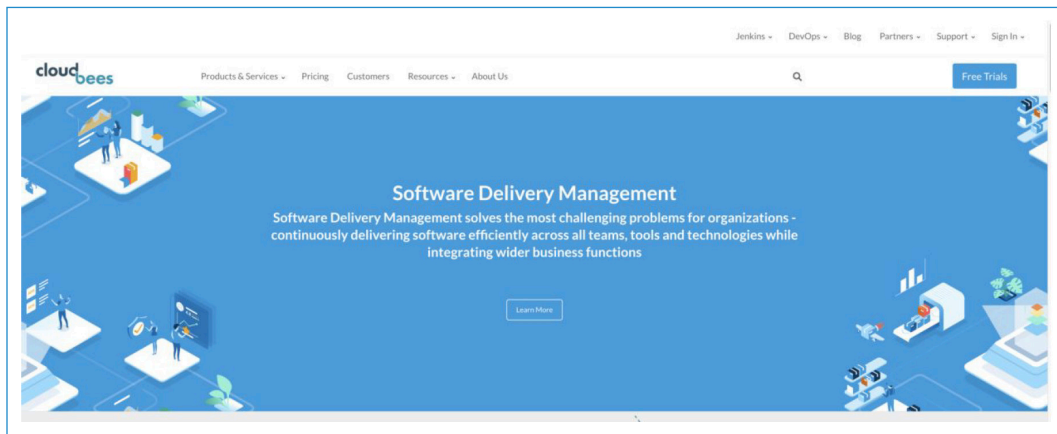 Jenkins DevOps Blog Partners Support Sign In
cloudbees
Products & Services Pricing Customers Resources About Us
Free Trials
Software Delivery Management
Software Delivery Management solves the most challenging problems for organizations -
continuously delivering software efficiently across all teams, tools and technologies while
integrating wider business functions
Learn More